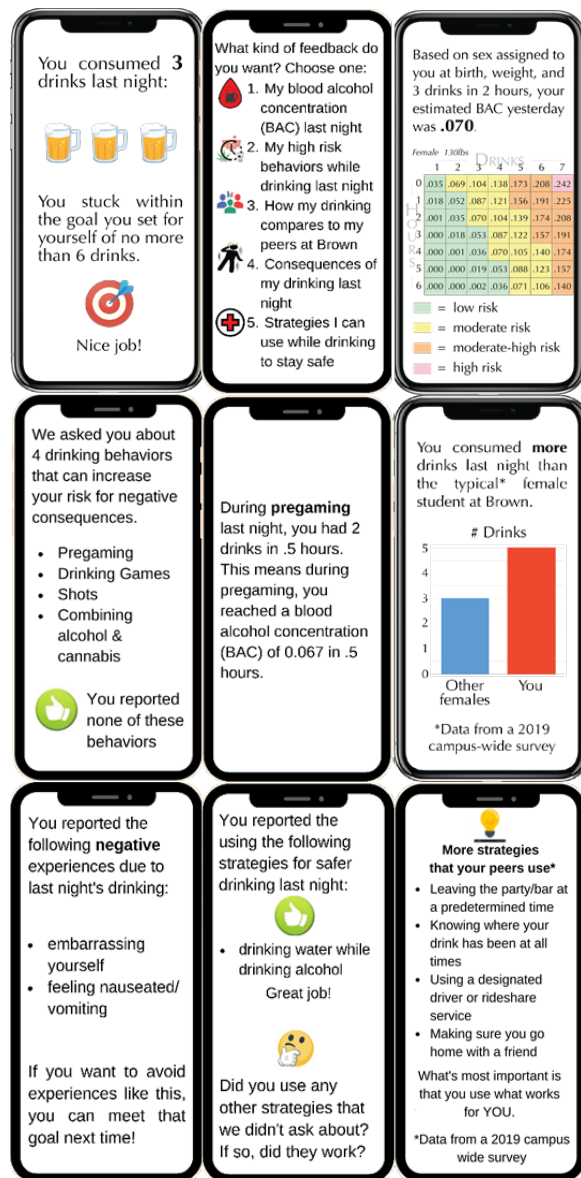 You consumed 3
drinks last night:
You stuck within
the goal you set for
yourself of no more
than 6 drinks.
Nice job!
What kind of feedback do
you want? Choose one:
1. My blood alcohol
concentration
(BAC) last night
2. My high risk
behaviors while
drinking last night
3. How my drinking
compares to my
peers at Brown
4. Consequences of
my drinking last
night
5. Strategies I can
use while drinking
to stay safe
Based on sex assigned to
you at birth, weight, and
3 drinks in 2 hours, your
estimated BAC yesterday
was .070.
Female 130lbs
DRINKS
1 2 3 4 5 6 7
HOURS
0 .035 .069 .104 .138 .173 .208 .242
1 .018 .052 .087 .121 .156 .191 .225
2 .001 .035 .070 .104 .139 .174 .208
3 .000 .018 .053 .087 .122 .157 .191
4 .000 .001 .036 .070 .105 .140 .174
5 .000 .000 .019 .053 .088 .123 .157
6 .000 .000 .002 .036 .071 .106 .140
= low risk
= moderate risk
= moderate-high risk
= high risk
We asked you about
4 drinking behaviors
that can increase
your risk for negative
consequences.
• Pregaming
• Drinking Games
• Shots
• Combining
alcohol &
cannabis
You reported
none of these
behaviors
During pregaming
last night, you had 2
drinks in .5 hours.
This means during
pregaming, you
reached a blood
alcohol concentration
(BAC) of 0.067 in .5
hours.
You consumed more
drinks last night than
the typical* female
student at Brown.
# Drinks
5
4
3
2
1
0
Other
females
You
*Data from a 2019
campus-wide survey
You reported the
following negative
experiences due to
last night's drinking:
• embarrassing
yourself
• feeling nauseated/
vomiting
If you want to avoid
experiences like this,
you can meet that
goal next time!
You reported the
using the following
strategies for safer
drinking last night:
• drinking water while
drinking alcohol
Great job!
Did you use any
other strategies that
we didn't ask about?
If so, did they work?
More strategies
that your peers use*
• Leaving the party/bar at
a predetermined time
• Knowing where your
drink has been at all
times
• Using a designated
driver or rideshare
service
• Making sure you go
home with a friend
What's most important is
that you use what works
for YOU.
*Data from a 2019 campus
wide survey